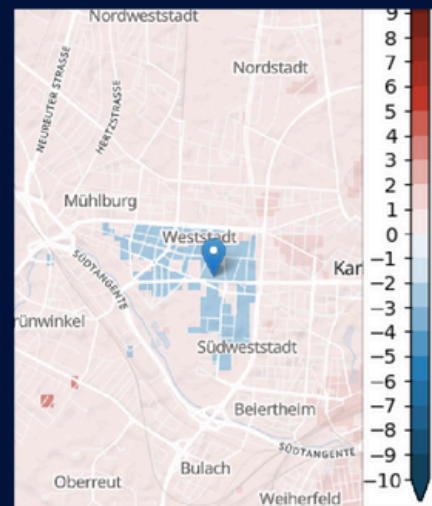 Nordweststadt
Nordstadt
NEUREUTER STRASSE
HERTZSTRASSE
Mühlburg
Weststadt
SÜDTANGENTE
Kar
rünwinkel
Südweststadt
Beiertheim
SÜDTANGENTE
Bulach
Oberreut
Weiherfeld
9
8
7
6
5
4
3
2
1
0
−1
−2
−3
−4
−5
−6
−7
−8
−9
−10